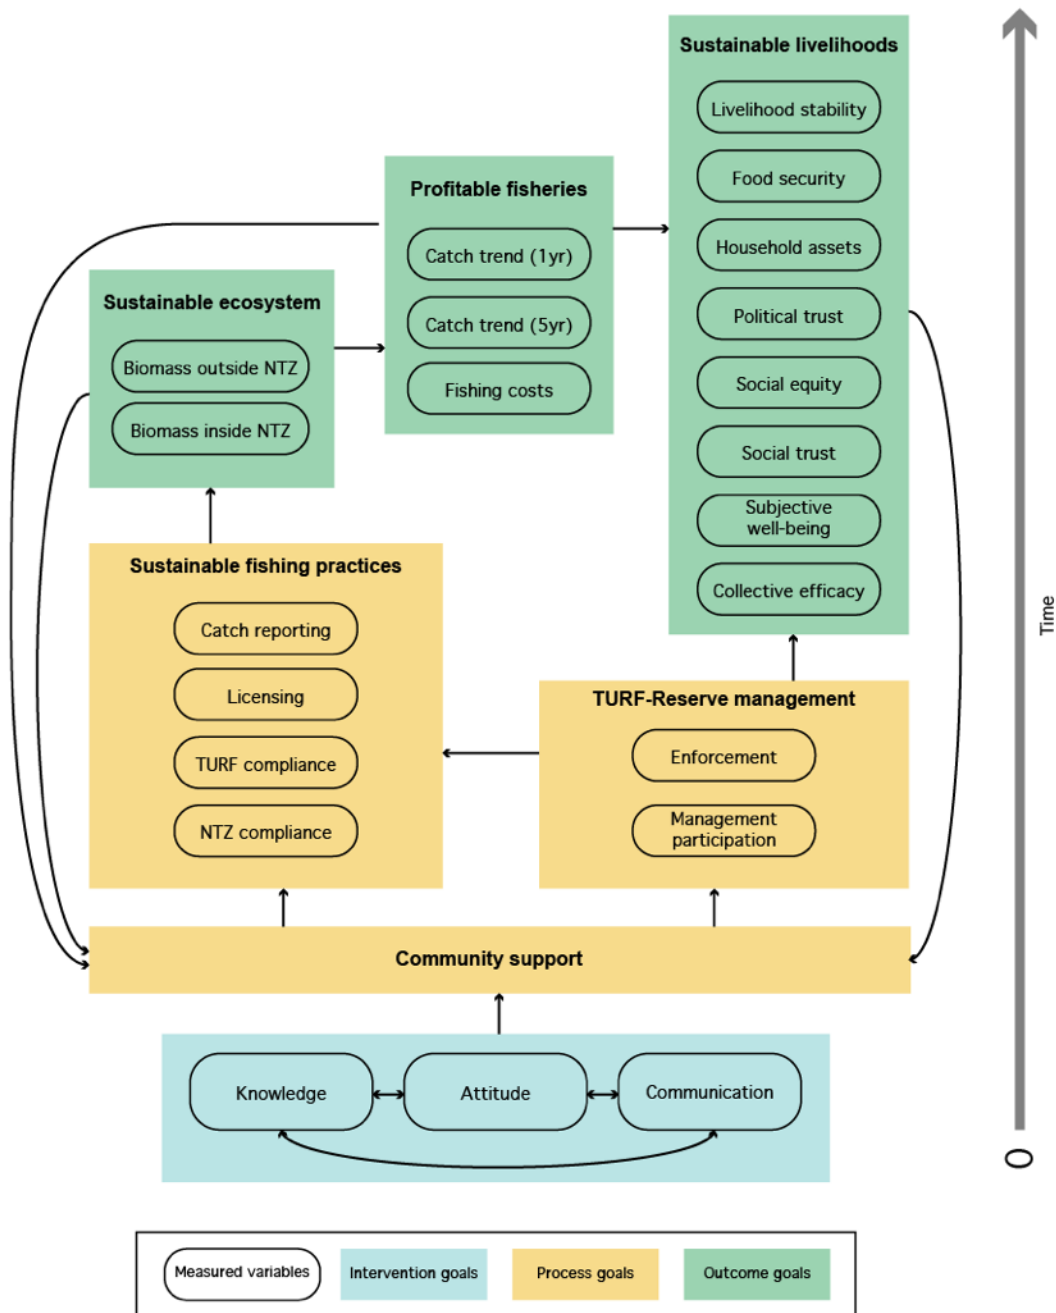 Sustainable livelihoods
Livelihood stability
Food security
Household assets
Political trust
Social equity
Social trust
Subjective
well-being
Collective efficacy
Profitable fisheries
Catch trend (1yr)
Catch trend (5yr)
Fishing costs
Sustainable ecosystem
Biomass outside NTZ
Biomass inside NTZ
Sustainable fishing practices
Catch reporting
Licensing
TURF compliance
NTZ compliance
TURF-Reserve management
Enforcement
Management
participation
Community support
Knowledge
Attitude
Communication
Time
0
Measured variables
Intervention goals
Process goals
Outcome goals